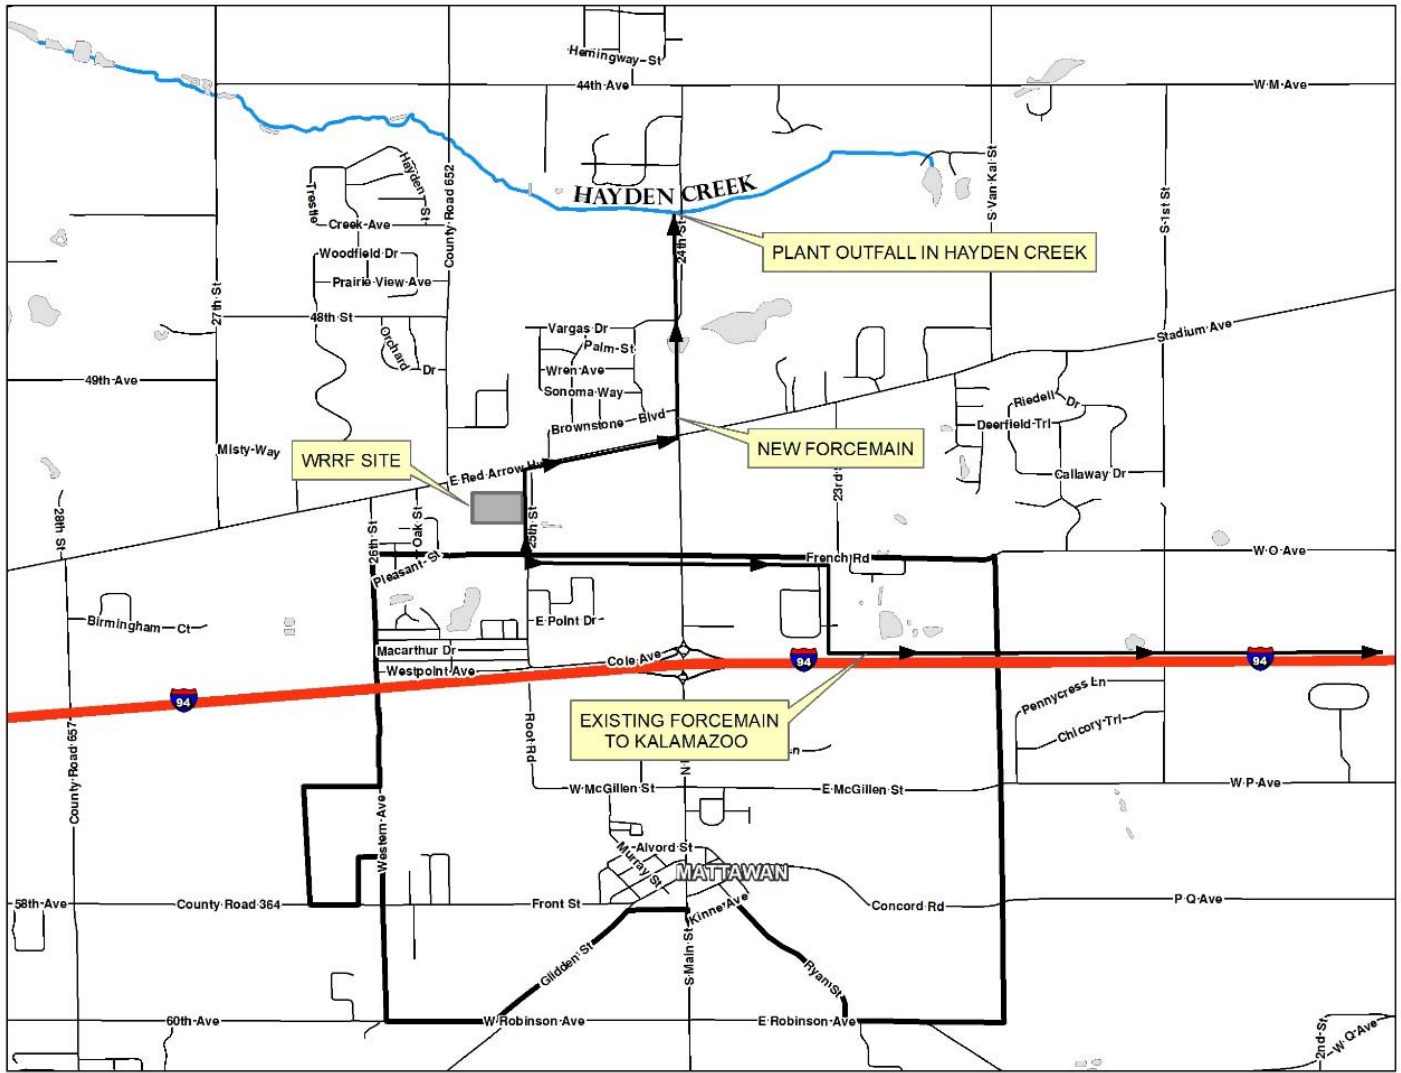 Hemingway St
44th Ave
W M Ave
Hayden St
Trestle
Creek Ave
County Road 652
HAYDEN CREEK
S Van Kal St
S 1st St
24th St
PLANT OUTFALL IN HAYDEN CREEK
Woodfield Dr
Prairie View Ave
27th St
48th St
Orchard Dr
Vargas Dr
Palm St
Wren Ave
Sonoma Way
Brownstone Blvd
Stadium Ave
49th Ave
Riedell Dr
Deerfield Trl
Misty Way
WRRF SITE
NEW FORCEMAIN
E Red Arrow Hw
Callaway Dr
23rd
28th St
26th St
Oak St
25th St
Pleasant St
French Rd
W O Ave
Birmingham Ct
E Point Dr
Macarthur Dr
Westpoint Ave
Cole Ave
94
94
94
Pennycress Ln
Chicory Trl
EXISTING FORCEMAIN
TO KALAMAZOO
n
N
Root Rd
County Road 657
W McGillen St
E McGillen St
W P Ave
Western Ave
Alvord St
Murray St
MATTAWAN
58th Ave
County Road 364
Front St
Kinne Ave
Concord Rd
P Q Ave
Glidden St
S Main St
Ryan St
60th Ave
W Robinson Ave
E Robinson Ave
2nd St
W Q Ave